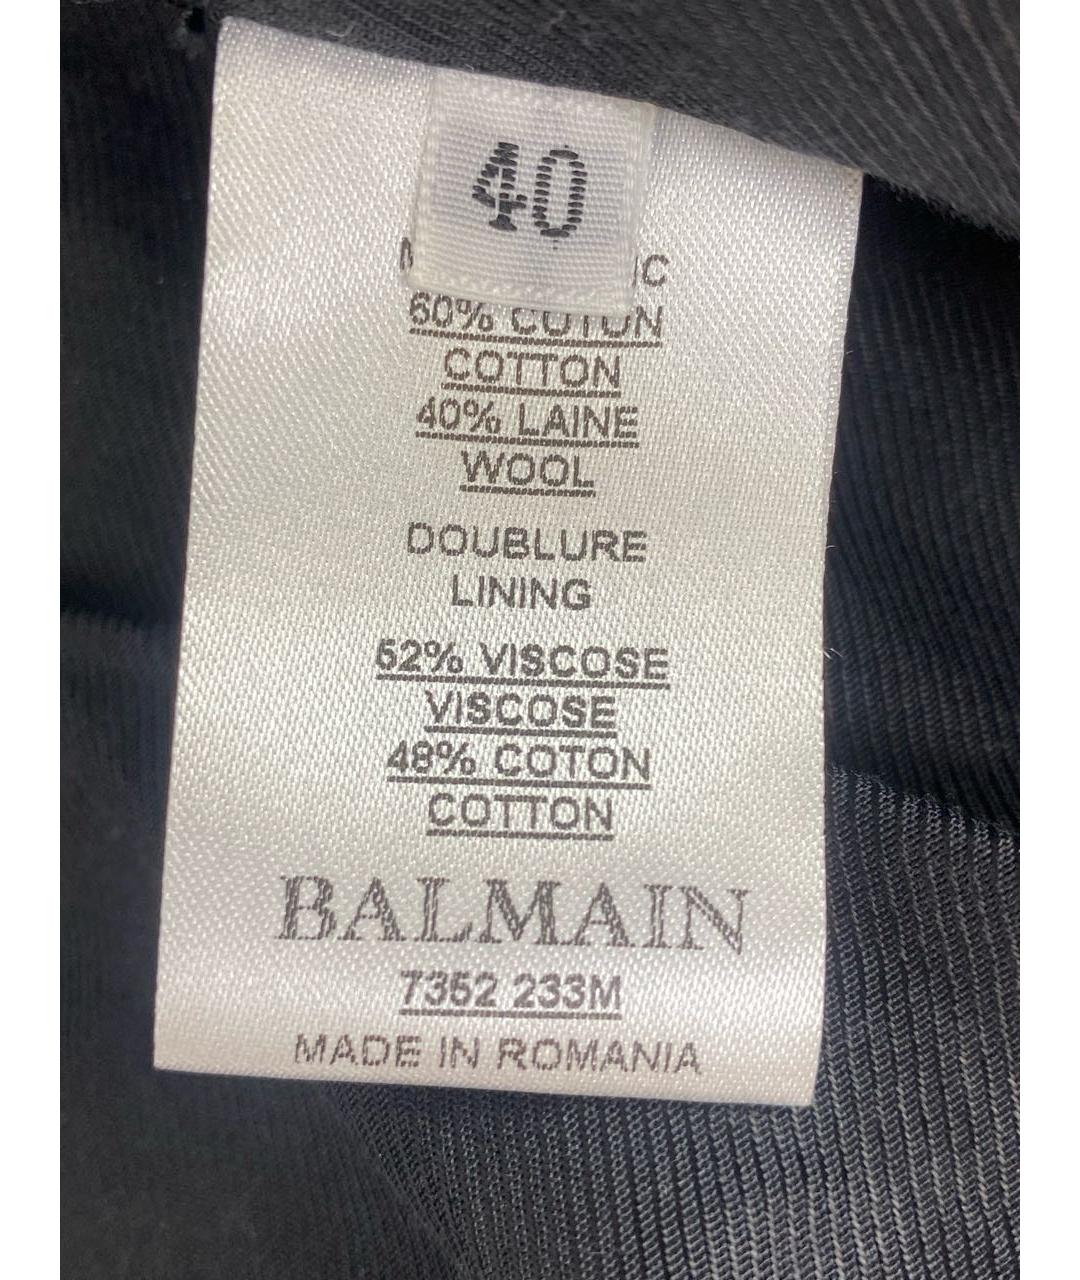 40
60% COTON
COTTON
40% LAINE
WOOL
DOUBLURE
LINING
52% VISCOSE
VISCOSE
48% COTON
COTTON
BALMAIN
7352 233M
MADE IN ROMANIA